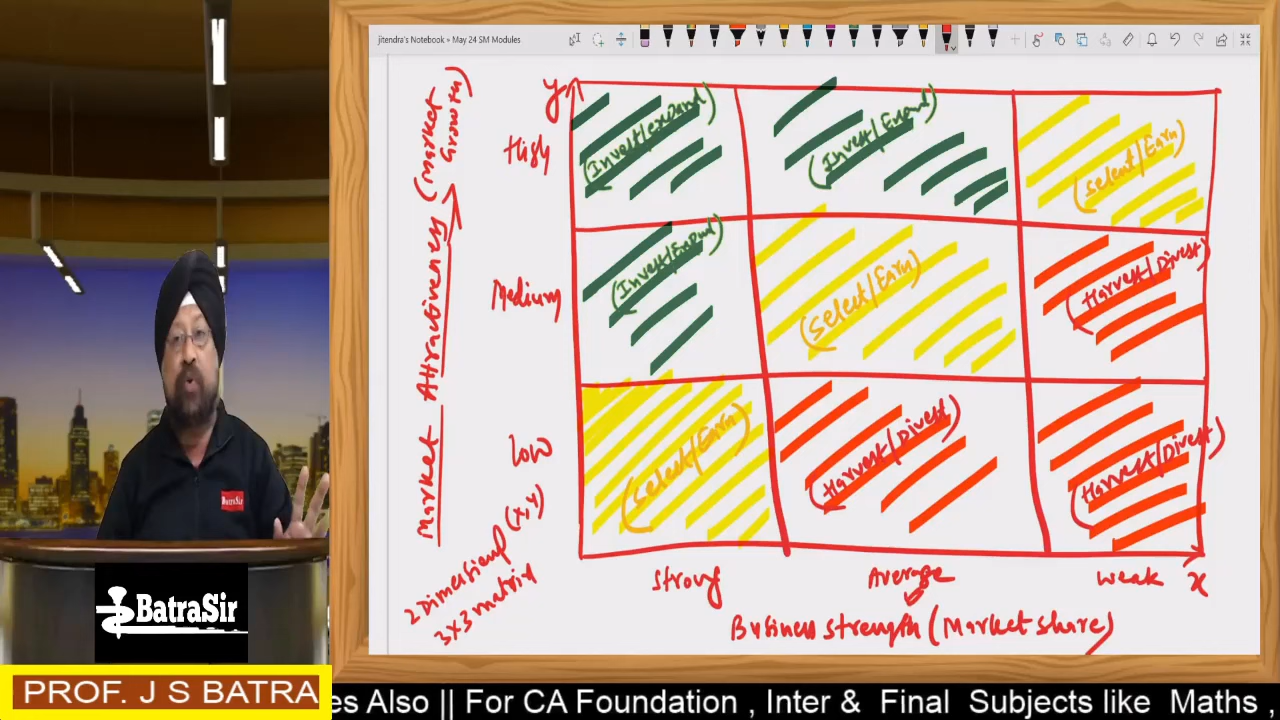 jitendra's Notebook » May 24 SM Modules
Market Attractiveness → (Market Growth)
y
High
(Invest/expand)
(Invest/Expand)
(select/Earn)
Medium
(Invest/Expand)
(select/Earn)
(Harvest/Divest)
Low
(select/Earn)
(Harvest/Divest)
(Harvest/Divest)
2 Dimensional (x,y)
3x3 matrix
Strong
Average
weak
x
Business strength (Market share)
BatraSir
BatraSir
PROF. J S BATRA
es Also || For CA Foundation , Inter & Final Subjects like Maths ,